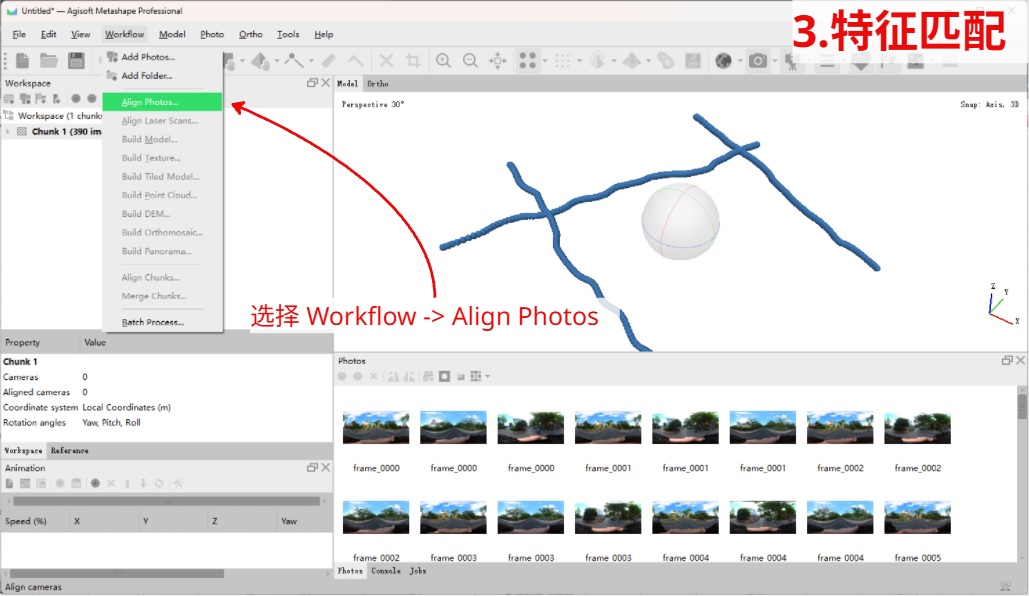 Untitled* — Agisoft Metashape Professional
3.特征匹配
File Edit View Workflow Model Photo Ortho Tools Help
Add Photos...
Add Folder...
Align Photos...
Align Laser Scans...
Build Model...
Build Texture...
Build Tiled Model...
Build Point Cloud...
Build DEM...
Build Orthomosaic...
Build Panorama...
Align Chunks...
Merge Chunks...
Batch Process...
Workspace
Workspace (1 chunks
Chunk 1 (390 im
Model Ortho
Perspective 30°
Snap: Axis, 3D
Z
Y
X
选择 Workflow -> Align Photos
Property Value
Chunk 1
Cameras 0
Aligned cameras 0
Coordinate system Local Coordinates (m)
Rotation angles Yaw, Pitch, Roll
Workspace Reference
Animation
Speed (%) X Y Z Yaw
Photos
frame_0000 frame_0000 frame_0000 frame_0001 frame_0001 frame_0001 frame_0002 frame_0002
frame_0002 frame_0003 frame_0003 frame_0003 frame_0004 frame_0004 frame_0004 frame_0005
Photos Console Jobs
Align cameras